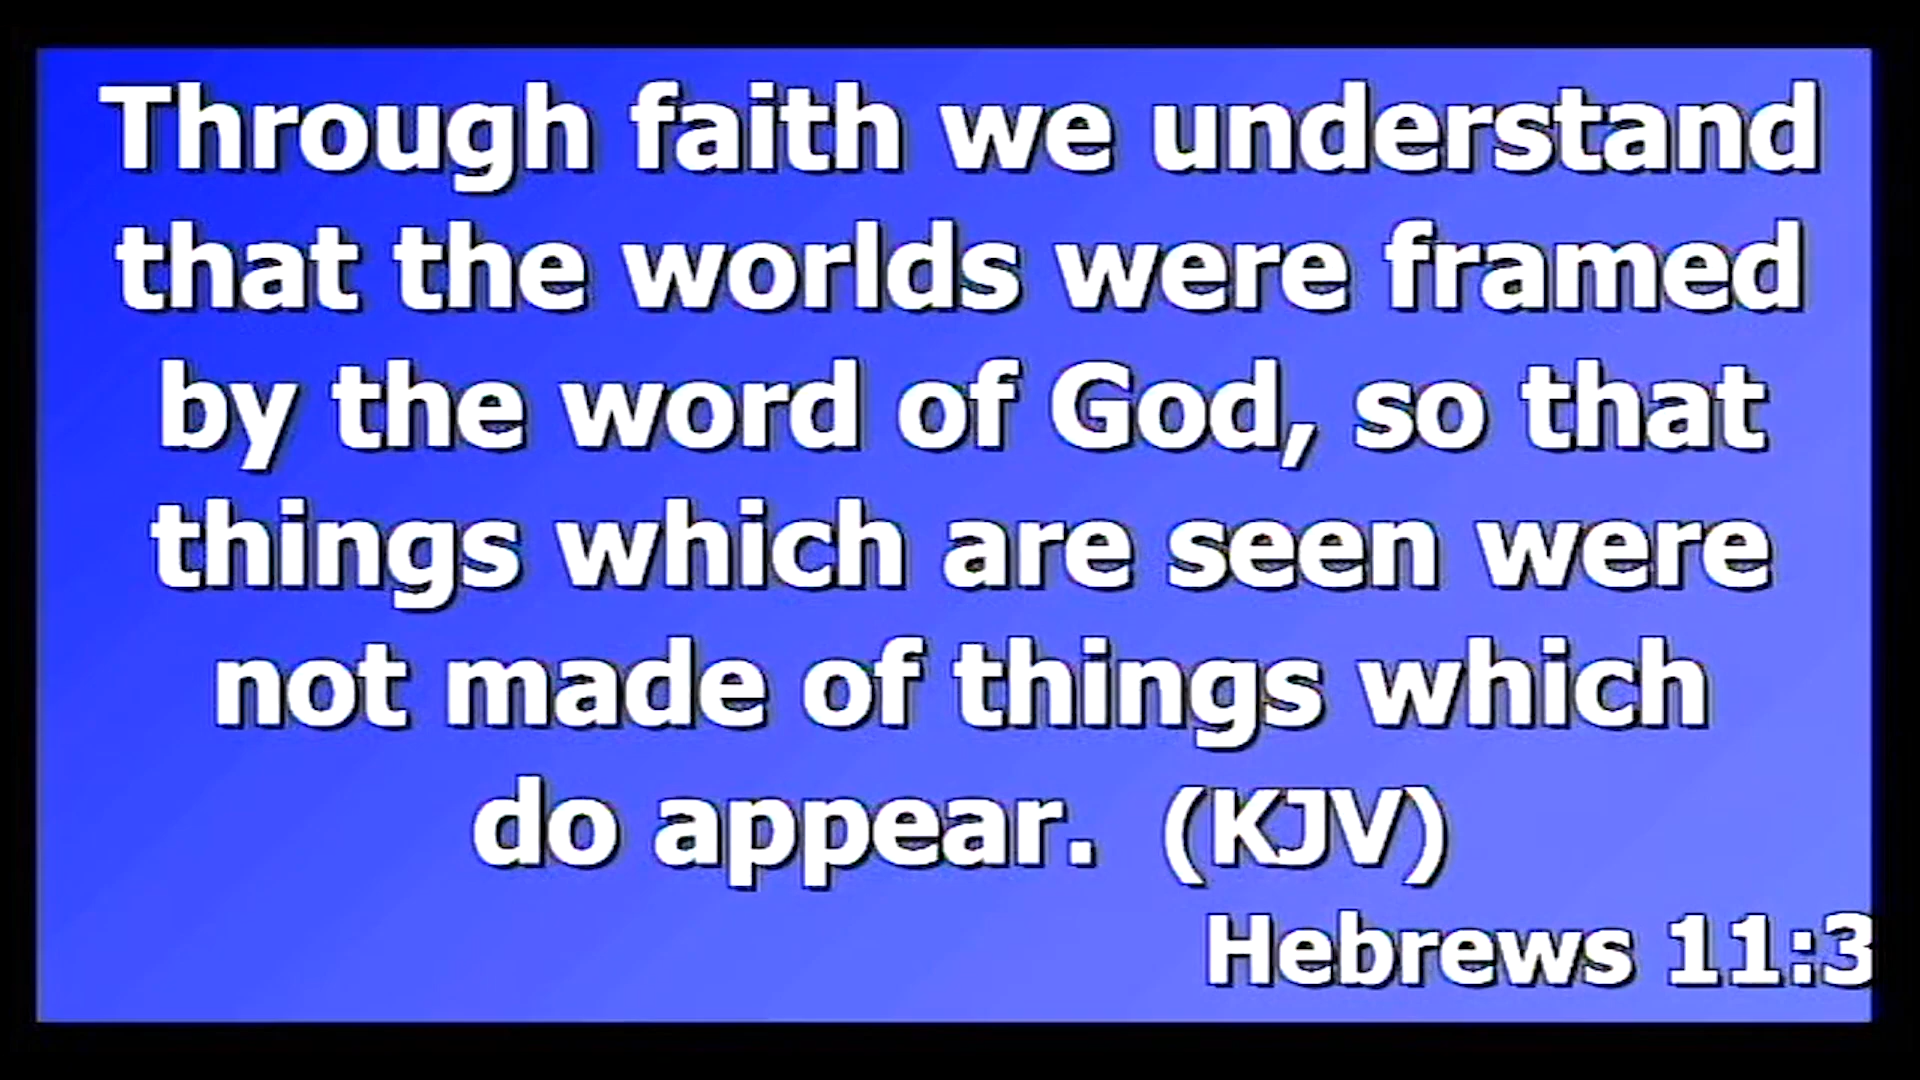 Through faith we understand
that the worlds were framed
by the word of God, so that
things which are seen were
not made of things which
do appear.  (KJV)
Hebrews 11:3